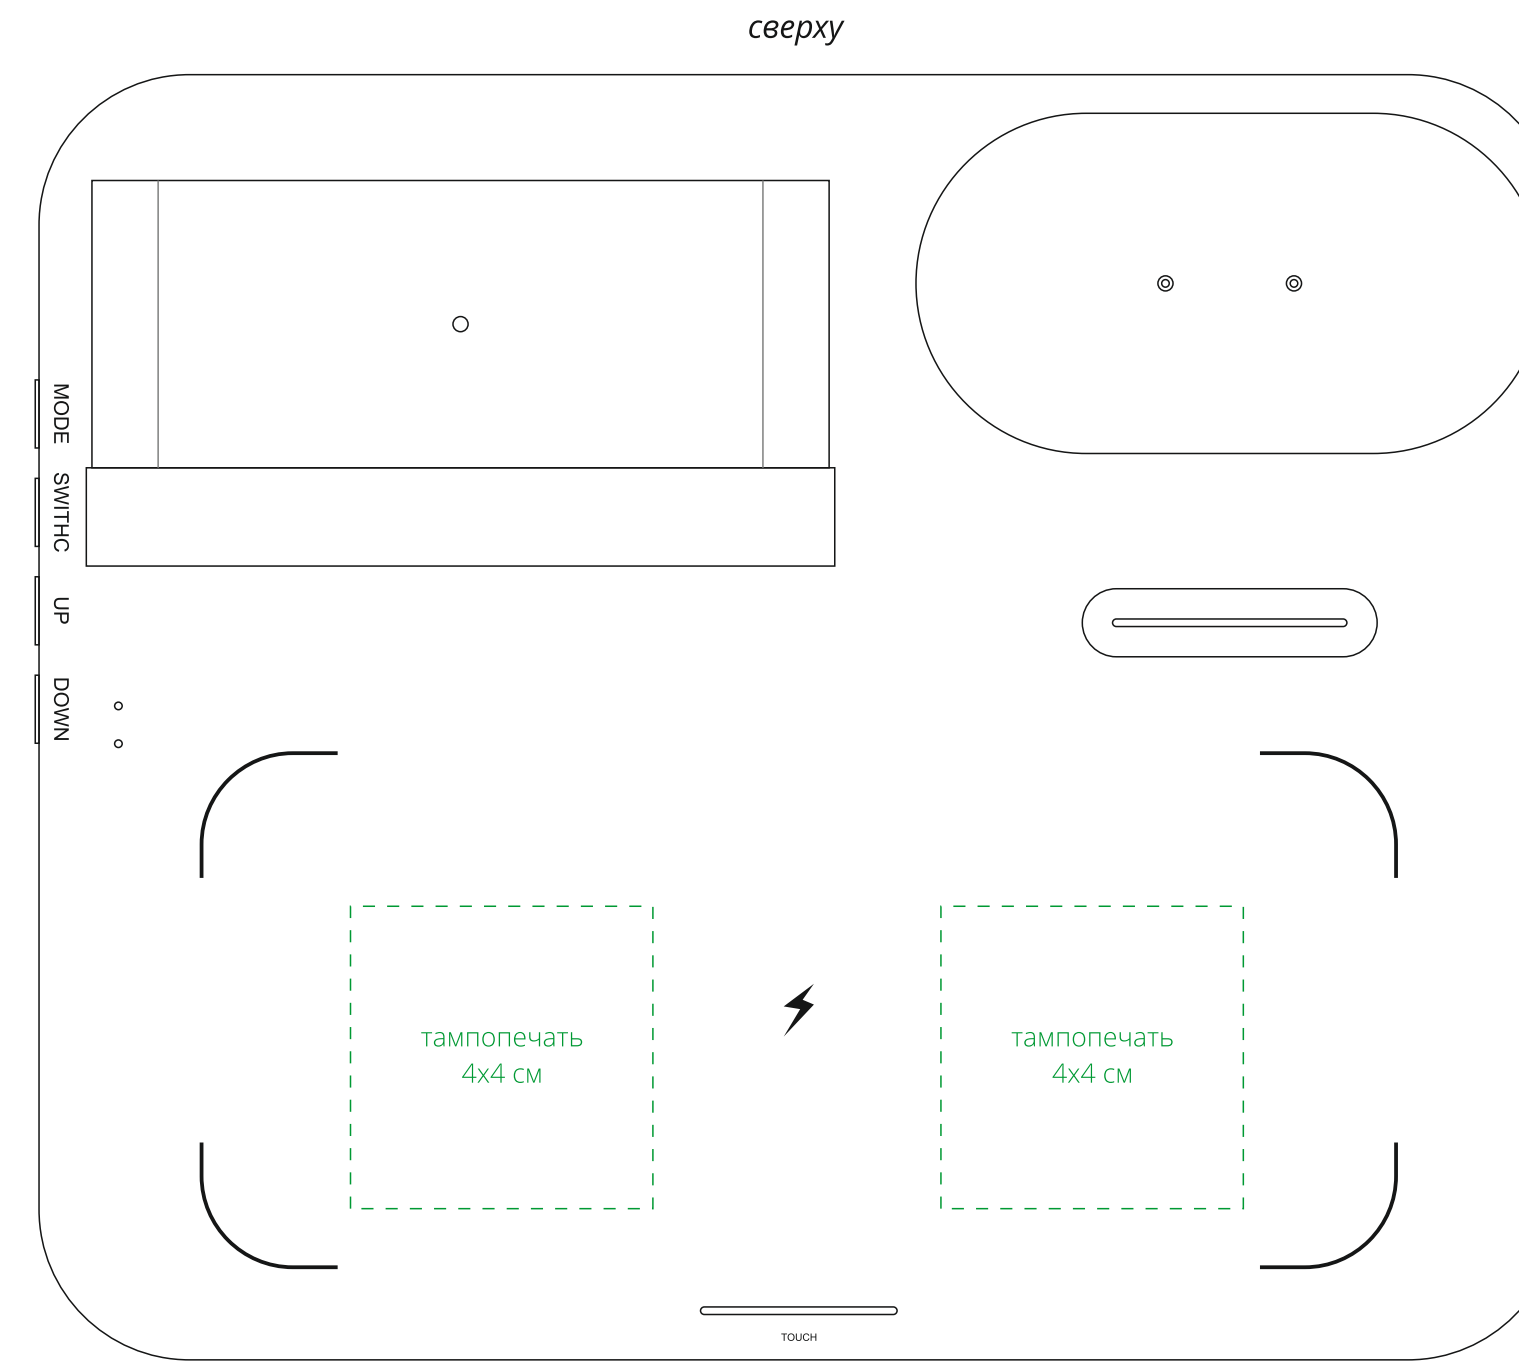 сверху
MODE
SWITHC
UP
DOWN
тампопечать
4х4 см
тампопечать
4х4 см
TOUCH